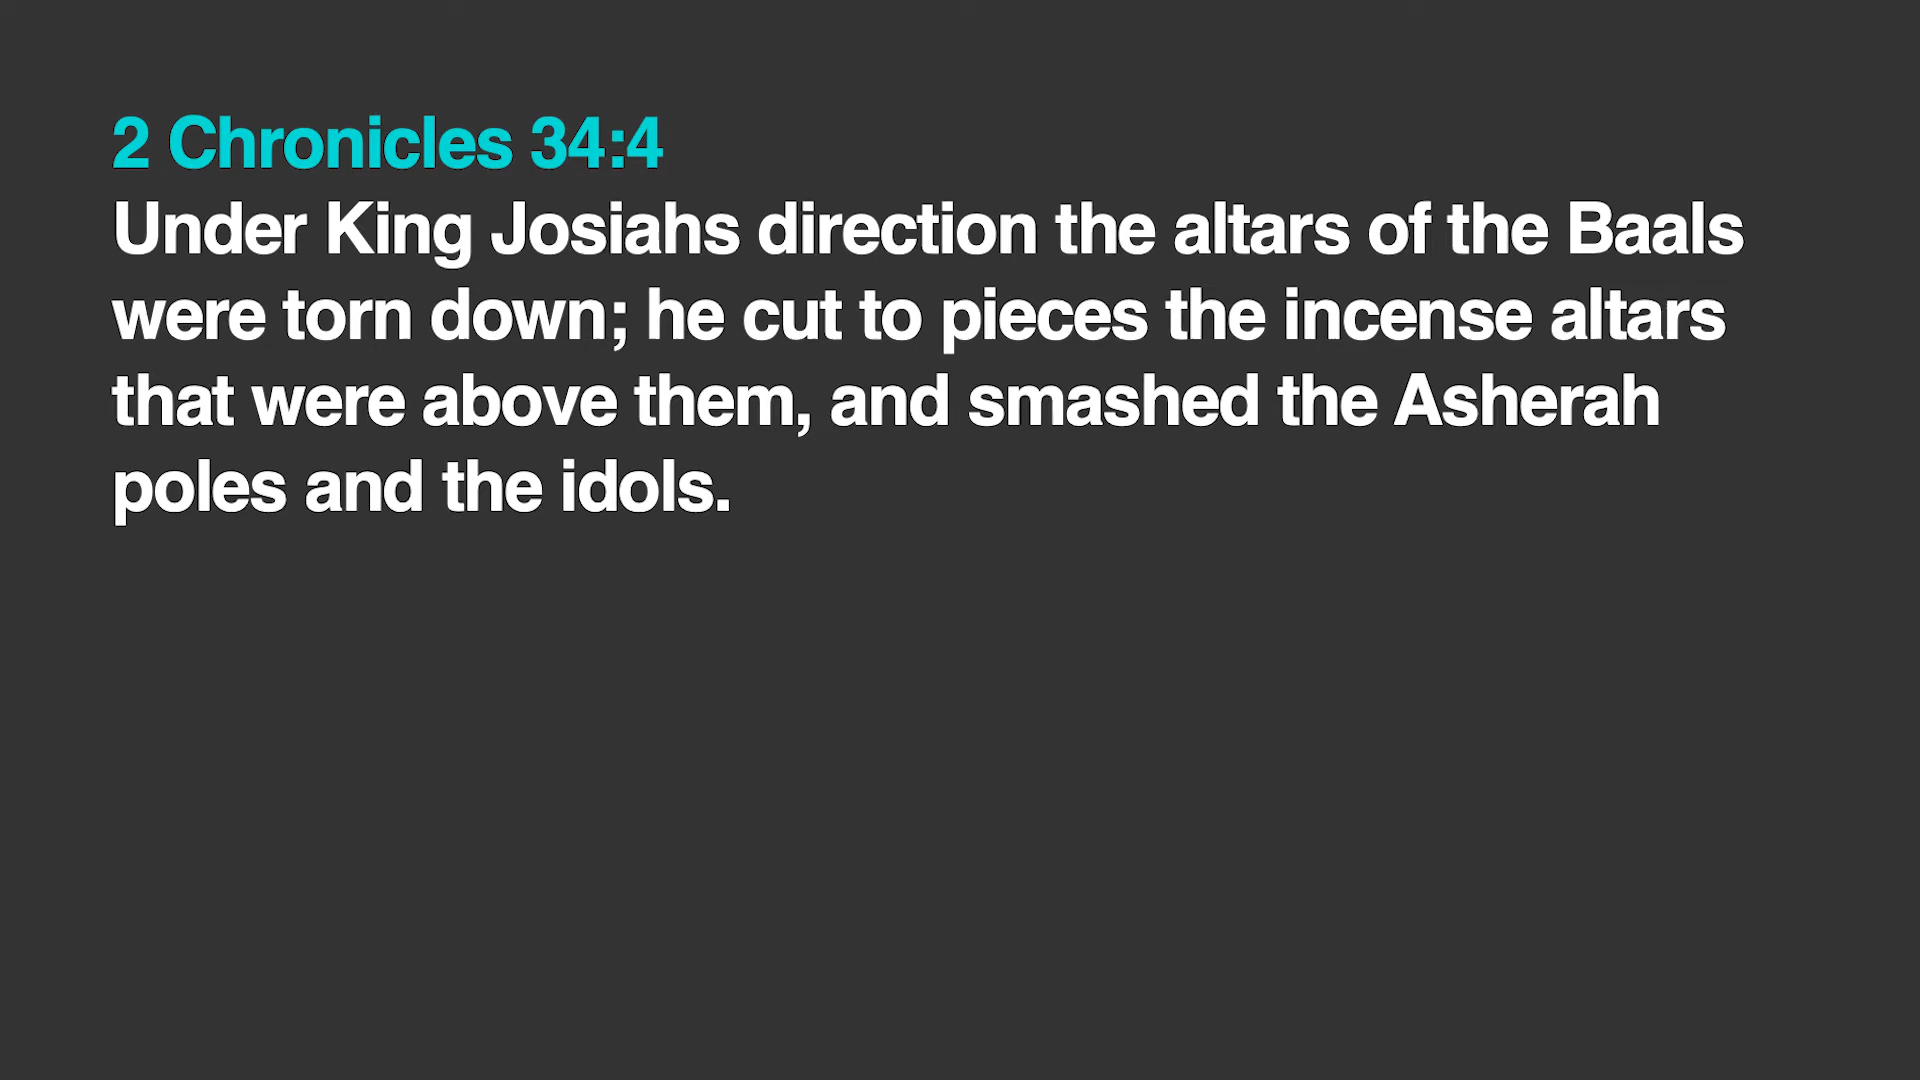 2 Chronicles 34:4
Under King Josiahs direction the altars of the Baals
were torn down; he cut to pieces the incense altars
that were above them, and smashed the Asherah
poles and the idols.